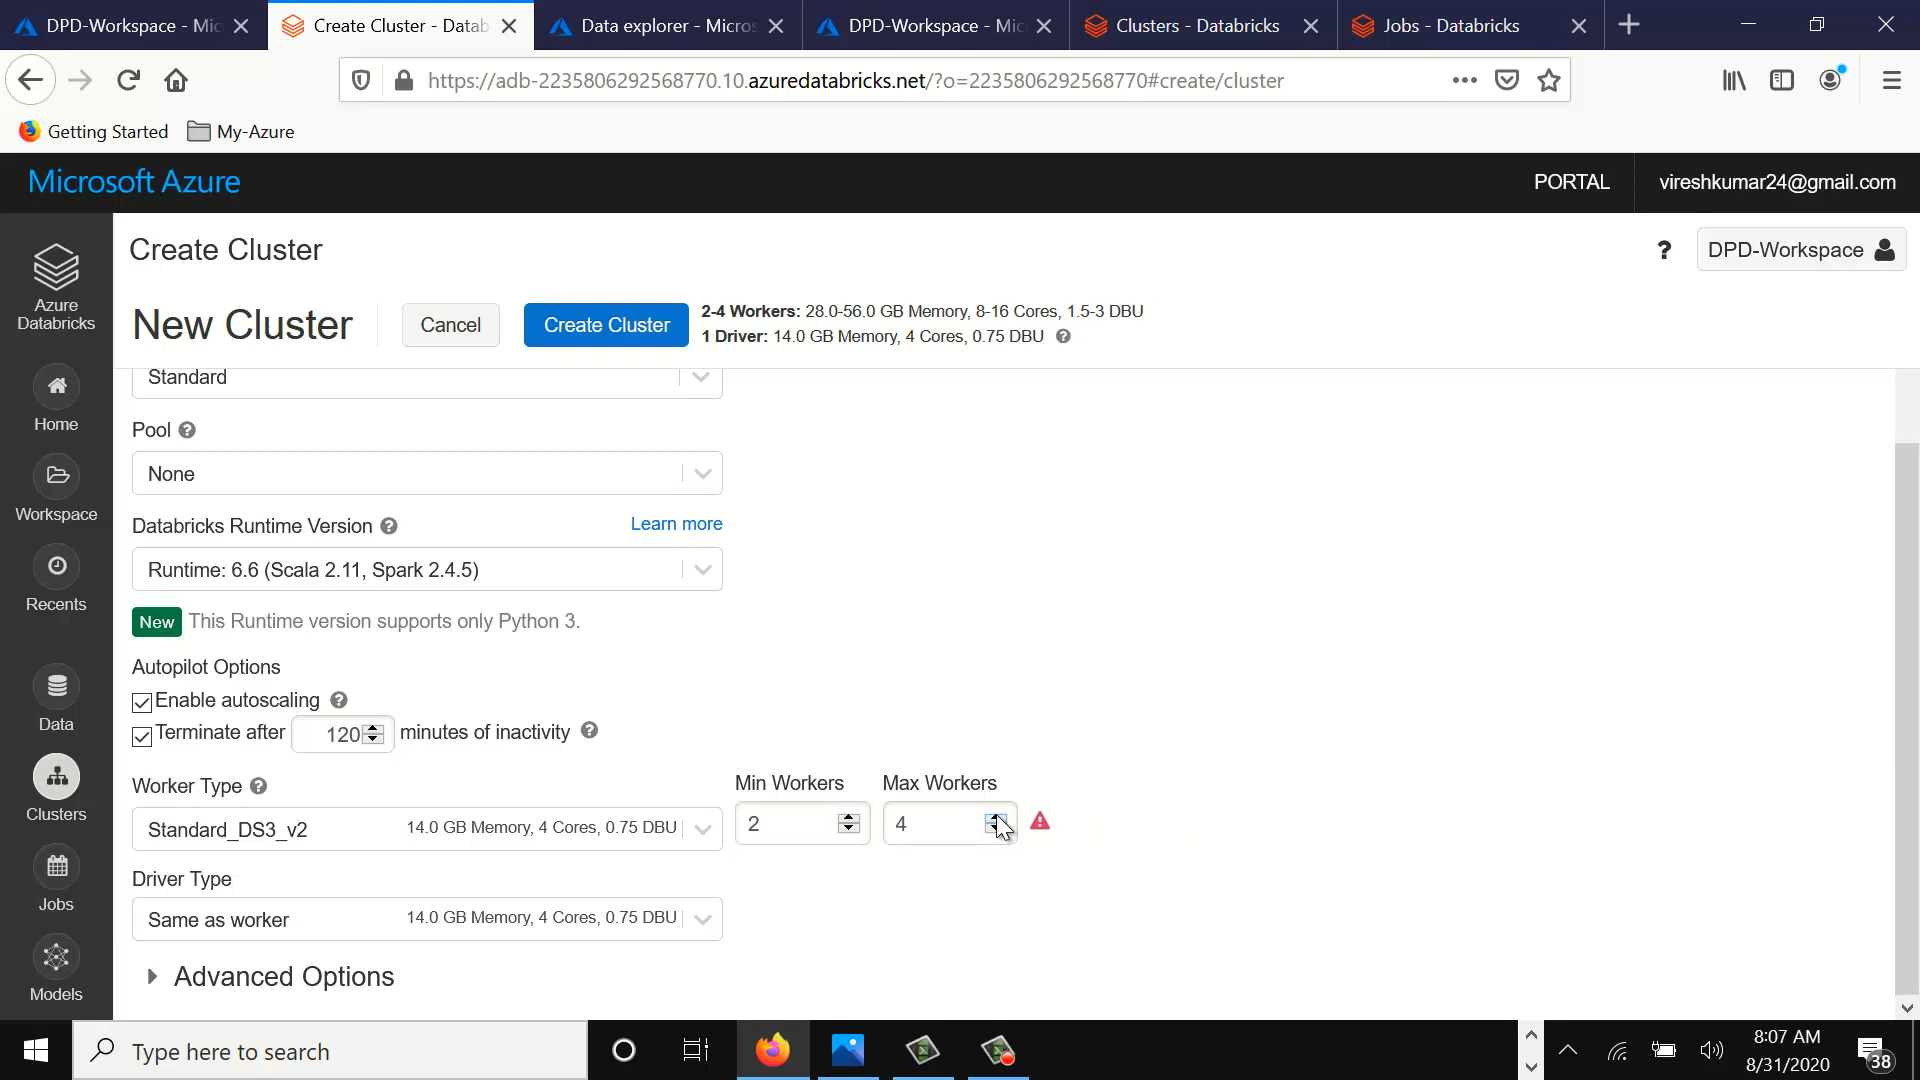 DPD-Workspace - Mic
Create Cluster - Datab
Data explorer - Micros
DPD-Workspace - Mic
Clusters - Databricks
Jobs - Databricks
https://adb-2235806292568770.10.azuredatabricks.net/?o=2235806292568770#create/cluster
Getting Started
My-Azure
Microsoft Azure
PORTAL
vireshkumar24@gmail.com
Azure
Databricks
Home
Workspace
Recents
Data
Clusters
Jobs
Models
Create Cluster
?
DPD-Workspace
New Cluster
Cancel
Create Cluster
2-4 Workers: 28.0-56.0 GB Memory, 8-16 Cores, 1.5-3 DBU
1 Driver: 14.0 GB Memory, 4 Cores, 0.75 DBU ?
Standard
Pool ?
None
Databricks Runtime Version ?
Learn more
Runtime: 6.6 (Scala 2.11, Spark 2.4.5)
New This Runtime version supports only Python 3.
Autopilot Options
Enable autoscaling ?
Terminate after 120 minutes of inactivity ?
Worker Type ?
Min Workers
Max Workers
Standard_DS3_v2 14.0 GB Memory, 4 Cores, 0.75 DBU
2
4
Driver Type
Same as worker 14.0 GB Memory, 4 Cores, 0.75 DBU
Advanced Options
Type here to search
8:07 AM
8/31/2020
38